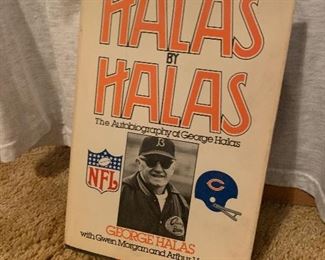 HALAS
BY
HALAS
The Autobiography of George Halas
NFL
B
C
GEORGE HALAS
with Gwen Morgan and Arthur